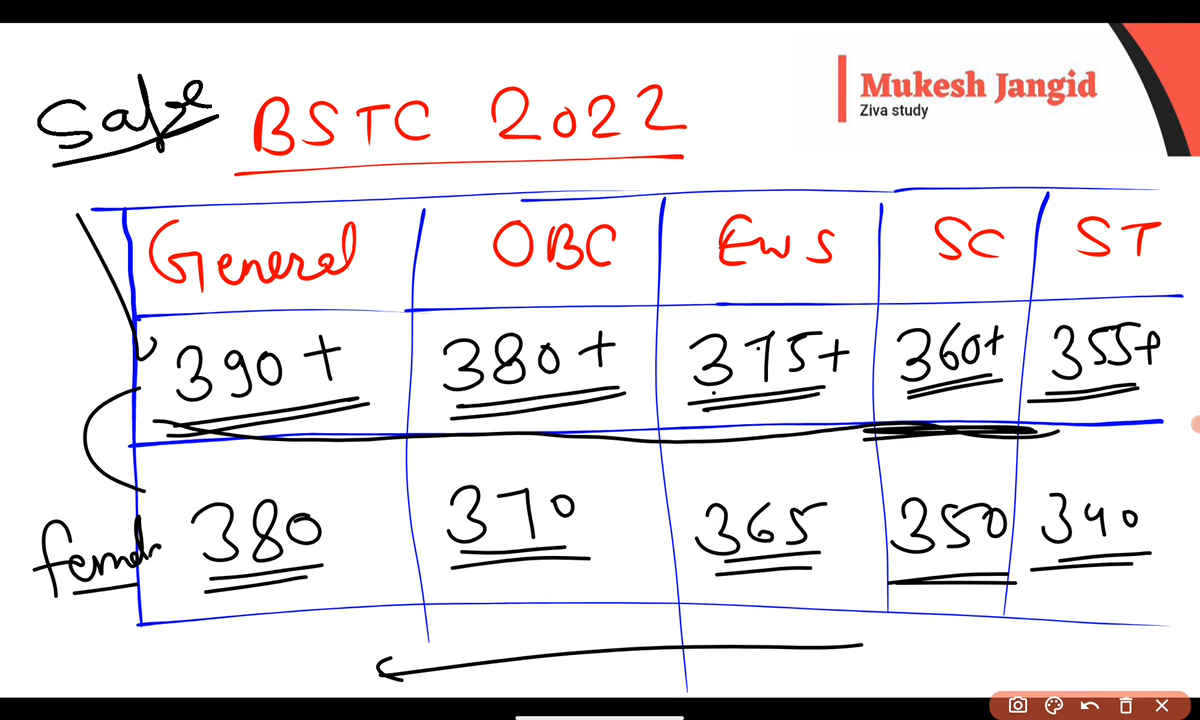 Mukesh Jangid
Ziva study
Safe BSTC 2022
General OBC EWS SC ST
390+ 380+ 375+ 360+ 355+
female 380 370 365 350 340